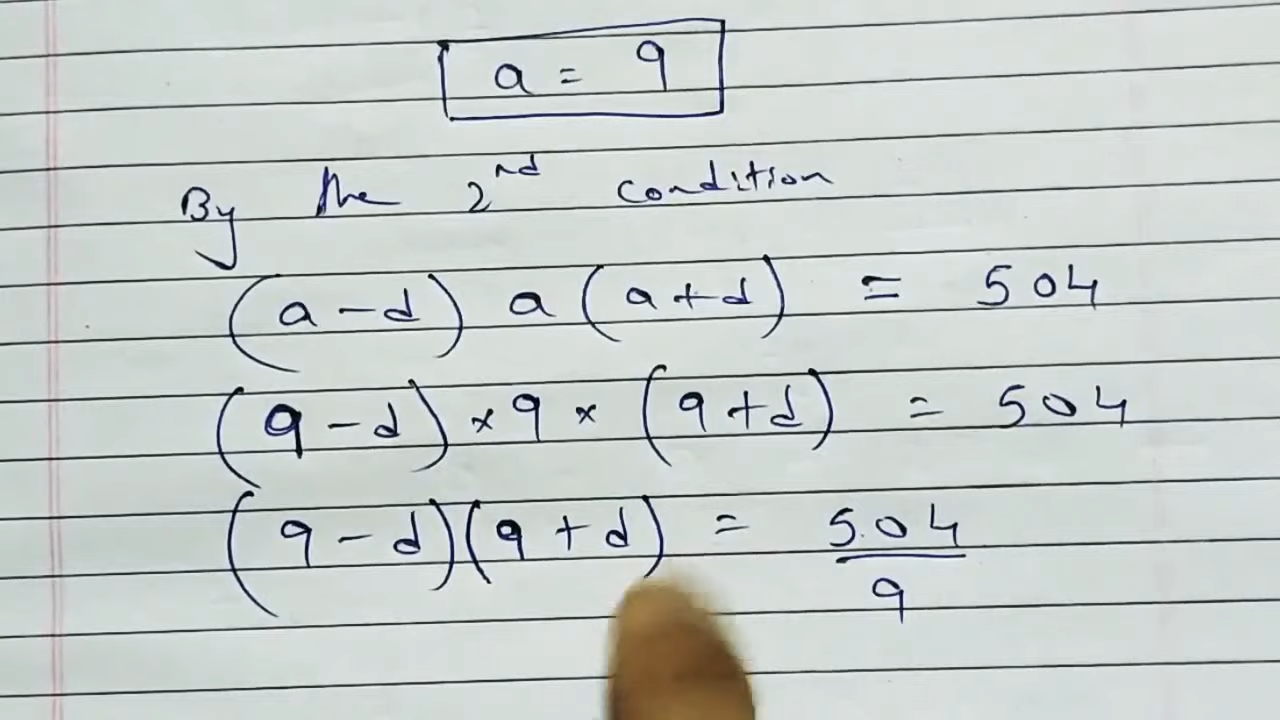 a = 9
By the 2nd condition
(a - d) a (a + d) = 504
(9 - d) × 9 × (9 + d) = 504
(9 - d)(9 + d) = 504/9